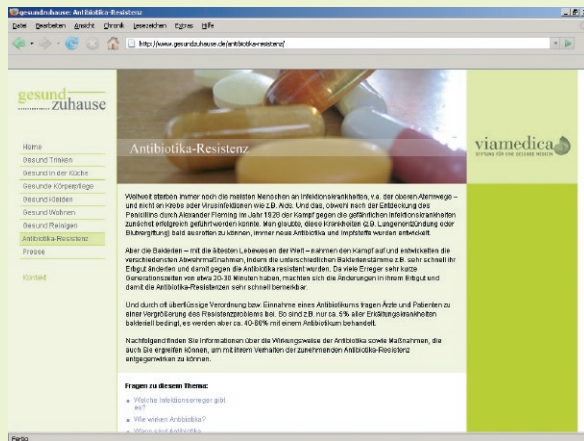 gesundzuhause: Antibiotika-Resistenz
Datei Bearbeiten Ansicht Chronik Lesezeichen Extras Hilfe
http://www.gesundzuhause.de/antibiotika-resistenz/
gesund
zuhause
Home
Gesund Trinken
Gesund in der Küche
Gesunde Körperpflege
Gesund Kleiden
Gesund Wohnen
Gesund Reinigen
Antibiotika-Resistenz
Presse
Kontakt
Antibiotika-Resistenz
viamedica
STIFTUNG FÜR EINE GESUNDE MEDIZIN
Weltweit sterben immer noch die meisten Menschen an Infektionskrankheiten, v.a. der oberen Atemwege –
und nicht an Krebs oder Virusinfektionen wie z.B. Aids. Und das, obwohl nach der Entdeckung des
Penicillins durch Alexander Fleming im Jahr 1928 der Kampf gegen die gefährlichen Infektionskrankheiten
zunächst erfolgreich geführt werden konnte. Man glaubte, diese Krankheiten (z.B. Lungenentzündung oder
Blutvergiftung) bald ausrotten zu können, immer neue Antibiotika und Impfstoffe wurden entwickelt.
Aber die Bakterien – mit die ältesten Lebewesen der Welt – nahmen den Kampf auf und entwickelten die
verschiedensten Abwehrmaßnahmen, indem die unterschiedlichen Bakterienstämme z.B. sehr schnell ihr
Erbgut änderten und damit gegen die Antibiotika resistent wurden. Da viele Erreger sehr kurze
Generationszeiten von etwa 20-30 Minuten haben, machten sich die Änderungen in ihrem Erbgut und
damit die Antibiotika-Resistenzen sehr schnell bemerkbar.
Und durch oft überflüssige Verordnung bzw. Einnahme eines Antibiotikums tragen Ärzte und Patienten zu
einer Vergrößerung des Resistenzproblems bei. So sind z.B. nur ca. 5% aller Erkältungskrankheiten
bakteriell bedingt, es werden aber ca. 40-80% mit einem Antibiotikum behandelt.
Nachfolgend finden Sie Informationen über die Wirkungsweise der Antibiotika sowie Maßnahmen, die
auch Sie ergreifen können, um mit Ihrem Verhalten der zunehmenden Antibiotika-Resistenz
entgegenwirken zu können.
Fragen zu diesem Thema:
Welche Infektionserreger gibt
es?
Wie wirken Antibiotika?
Wann sind Antibiotika
Fertig